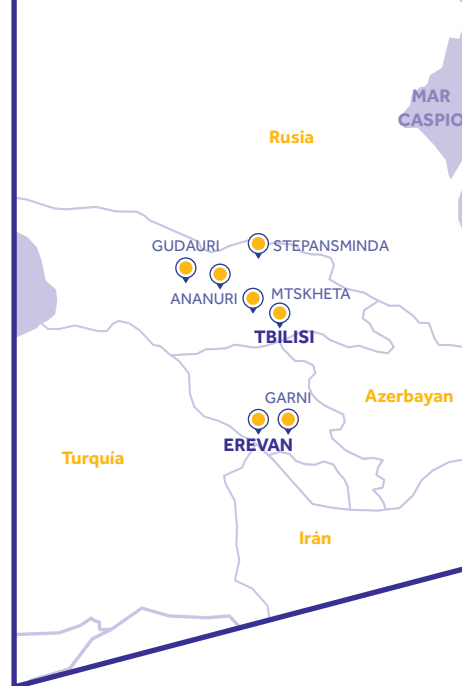 MAR
CASPIO
Rusia
GUDAURI
STEPANSMINDA
ANANURI
MTSKHETA
TBILISI
GARNI
Azerbayan
EREVAN
Turquía
Irán